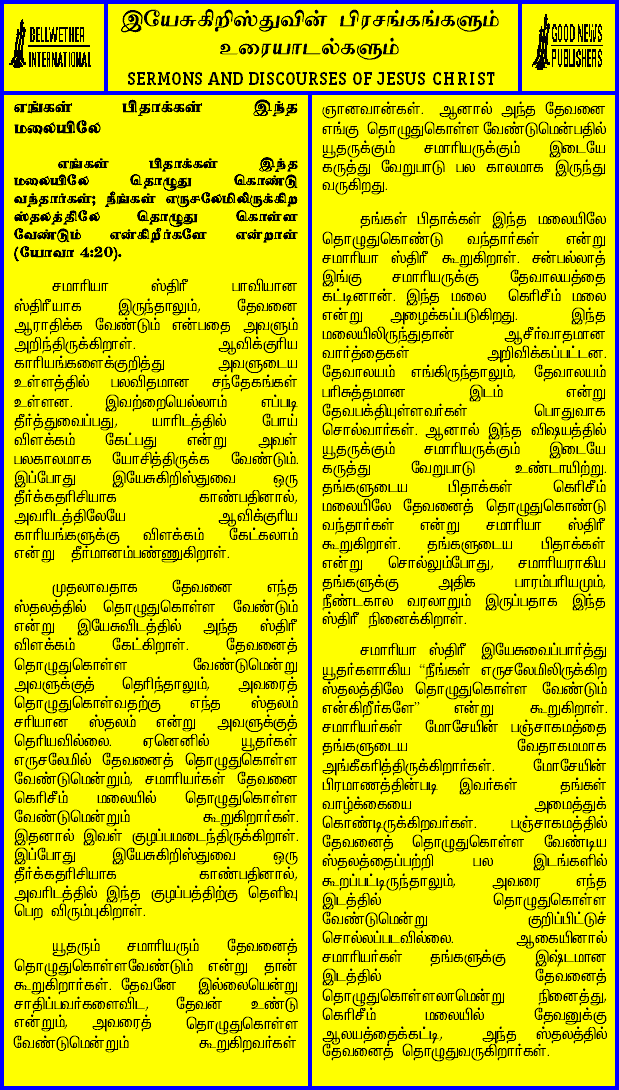 BELLWETHER
INTERNATIONAL
இயேசுகிறிஸ்துவின் பிரசங்கங்களும்
உரையாடல்களும்
SERMONS AND DISCOURSES OF JESUS CHRIST
GOOD NEWS
PUBLISHERS
எங்கள் பிதாக்கள் இந்த
மலையிலே
எங்கள் பிதாக்கள் இந்த
மலையிலே தொழுது கொண்டு
வந்தார்கள்; நீங்கள் எருசலேமிலிருக்கிற
ஸ்தலத்திலே தொழுது கொள்ள
வேண்டும் என்கிறீர்களே என்றாள்
(யோவா 4:20).
சமாரியா ஸ்திரீ பாவியான
ஸ்திரீயாக இருந்தாலும், தேவனை
ஆராதிக்க வேண்டும் என்பதை அவளும்
அறிந்திருக்கிறாள். ஆவிக்குரிய
காரியங்களைக்குறித்து அவளுடைய
உள்ளத்தில் பலவிதமான சந்தேகங்கள்
உள்ளன. இவற்றையெல்லாம் எப்படி
தீர்த்துவைப்பது, யாரிடத்தில் போய்
விளக்கம் கேட்பது என்று அவள்
பலகாலமாக யோசித்திருக்க வேண்டும்.
இப்போது இயேசுகிறிஸ்துவை ஒரு
தீர்க்கதரிசியாக காண்பதினால்,
அவரிடத்திலேயே ஆவிக்குரிய
காரியங்களுக்கு விளக்கம் கேட்கலாம்
என்று தீர்மானம்பண்ணுகிறாள்.
முதலாவதாக தேவனை எந்த
ஸ்தலத்தில் தொழுதுகொள்ள வேண்டும்
என்று இயேசுவிடத்தில் அந்த ஸ்திரீ
விளக்கம் கேட்கிறாள். தேவனைத்
தொழுதுகொள்ள வேண்டுமென்று
அவளுக்குத் தெரிந்தாலும், அவரைத்
தொழுதுகொள்வதற்கு எந்த ஸ்தலம்
சரியான ஸ்தலம் என்று அவளுக்குத்
தெரியவில்லை. ஏனெனில் யூதர்கள்
எருசலேமில் தேவனைத் தொழுதுகொள்ள
வேண்டுமென்றும், சமாரியர்கள் தேவனை
கெரிசீம் மலையில் தொழுதுகொள்ள
வேண்டுமென்றும் கூறுகிறார்கள்.
இதனால் இவள் குழப்பமடைந்திருக்கிறாள்.
இப்போது இயேசுகிறிஸ்துவை ஒரு
தீர்க்கதரிசியாக காண்பதினால்,
அவரிடத்தில் இந்த குழப்பத்திற்கு தெளிவு
பெற விரும்புகிறாள்.
யூதரும் சமாரியரும் தேவனைத்
தொழுதுகொள்ளவேண்டும் என்று தான்
கூறுகிறார்கள். தேவனே இல்லையென்று
சாதிப்பவர்களைவிட, தேவன் உண்டு
என்றும், அவரைத் தொழுதுகொள்ள
வேண்டுமென்றும் கூறுகிறவர்கள்
ஞானவான்கள். ஆனால் அந்த தேவனை
எங்கு தொழுதுகொள்ள வேண்டுமென்பதில்
யூதருக்கும் சமாரியருக்கும் இடையே
கருத்து வேறுபாடு பல காலமாக இருந்து
வருகிறது.
தங்கள் பிதாக்கள் இந்த மலையிலே
தொழுதுகொண்டு வந்தார்கள் என்று
சமாரியா ஸ்திரீ கூறுகிறாள். சன்பல்லாத்
இங்கு சமாரியருக்கு தேவாலயத்தை
கட்டினான். இந்த மலை கெரிசீம் மலை
என்று அழைக்கப்படுகிறது. இந்த
மலையிலிருந்துதான் ஆசீர்வாதமான
வார்த்தைகள் அறிவிக்கப்பட்டன.
தேவாலயம் எங்கிருந்தாலும், தேவாலயம்
பரிசுத்தமான இடம் என்று
தேவபக்தியுள்ளவர்கள் பொதுவாக
சொல்வார்கள். ஆனால் இந்த விஷயத்தில்
யூதருக்கும் சமாரியருக்கும் இடையே
கருத்து வேறுபாடு உண்டாயிற்று.
தங்களுடைய பிதாக்கள் கெரிசீம்
மலையிலே தேவனைத் தொழுதுகொண்டு
வந்தார்கள் என்று சமாரியா ஸ்திரீ
கூறுகிறாள். தங்களுடைய பிதாக்கள்
என்று சொல்லும்போது, சமாரியராகிய
தங்களுக்கு அதிக பாரம்பரியமும்,
நீண்டகால வரலாறும் இருப்பதாக இந்த
ஸ்திரீ நினைக்கிறாள்.
சமாரியா ஸ்திரீ இயேசுவைப்பார்த்து
யூதர்களாகிய “நீங்கள் எருசலேமிலிருக்கிற
ஸ்தலத்திலே தொழுதுகொள்ள வேண்டும்
என்கிறீர்களே” என்று கூறுகிறாள்.
சமாரியர்கள் மோசேயின் பஞ்சாகமத்தை
தங்களுடைய வேதாகமமாக
அங்கீகரித்திருக்கிறார்கள். மோசேயின்
பிரமாணத்தின்படி இவர்கள் தங்கள்
வாழ்க்கையை அமைத்துக்
கொண்டிருக்கிறவர்கள். பஞ்சாகமத்தில்
தேவனைத் தொழுதுகொள்ள வேண்டிய
ஸ்தலத்தைப்பற்றி பல இடங்களில்
கூறப்பட்டிருந்தாலும், அவரை எந்த
இடத்தில் தொழுதுகொள்ள
வேண்டுமென்று குறிப்பிட்டுச்
சொல்லப்படவில்லை. ஆகையினால்
சமாரியர்கள் தங்களுக்கு இஷ்டமான
இடத்தில் தேவனைத்
தொழுதுகொள்ளலாமென்று நினைத்து,
கெரிசீம் மலையில் தேவனுக்கு
ஆலயத்தைக்கட்டி, அந்த ஸ்தலத்தில்
தேவனைத் தொழுதுவருகிறார்கள்.